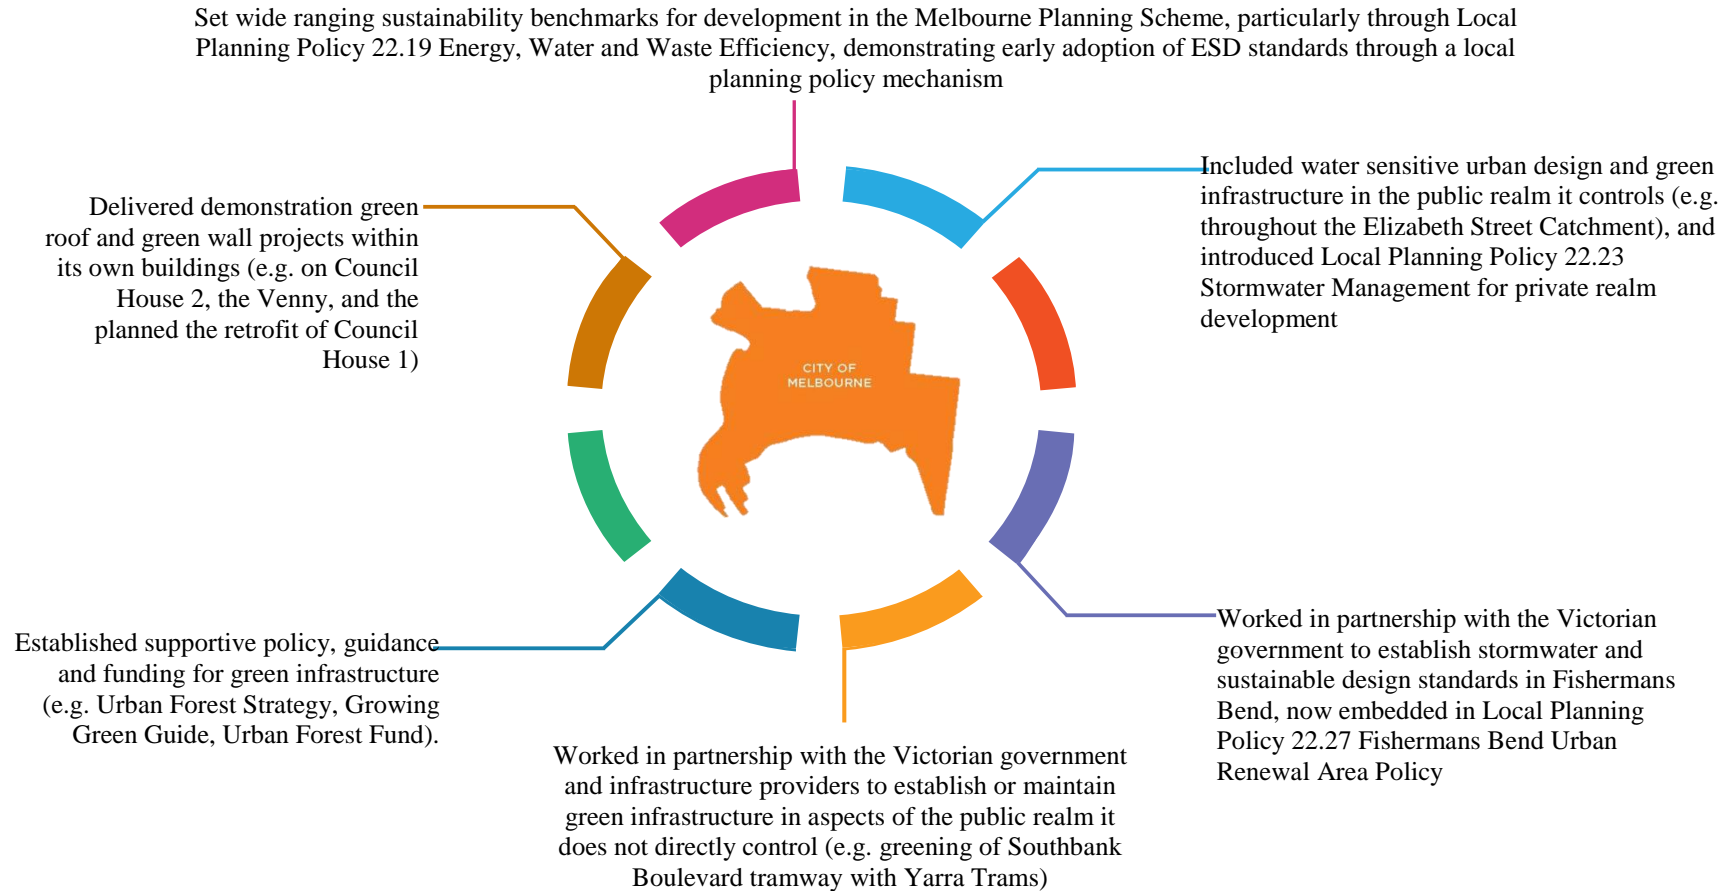 Set wide ranging sustainability benchmarks for development in the Melbourne Planning Scheme, particularly through Local
Planning Policy 22.19 Energy, Water and Waste Efficiency, demonstrating early adoption of ESD standards through a local
planning policy mechanism
Included water sensitive urban design and green
infrastructure in the public realm it controls (e.g.
throughout the Elizabeth Street Catchment), and
introduced Local Planning Policy 22.23
Stormwater Management for private realm
development
Delivered demonstration green
roof and green wall projects within
its own buildings (e.g. on Council
House 2, the Venny, and the
planned the retrofit of Council
House 1)
CITY OF
MELBOURNE
Established supportive policy, guidance
and funding for green infrastructure
(e.g. Urban Forest Strategy, Growing
Green Guide, Urban Forest Fund).
Worked in partnership with the Victorian
government to establish stormwater and
sustainable design standards in Fishermans
Bend, now embedded in Local Planning
Policy 22.27 Fishermans Bend Urban
Renewal Area Policy
Worked in partnership with the Victorian government
and infrastructure providers to establish or maintain
green infrastructure in aspects of the public realm it
does not directly control (e.g. greening of Southbank
Boulevard tramway with Yarra Trams)